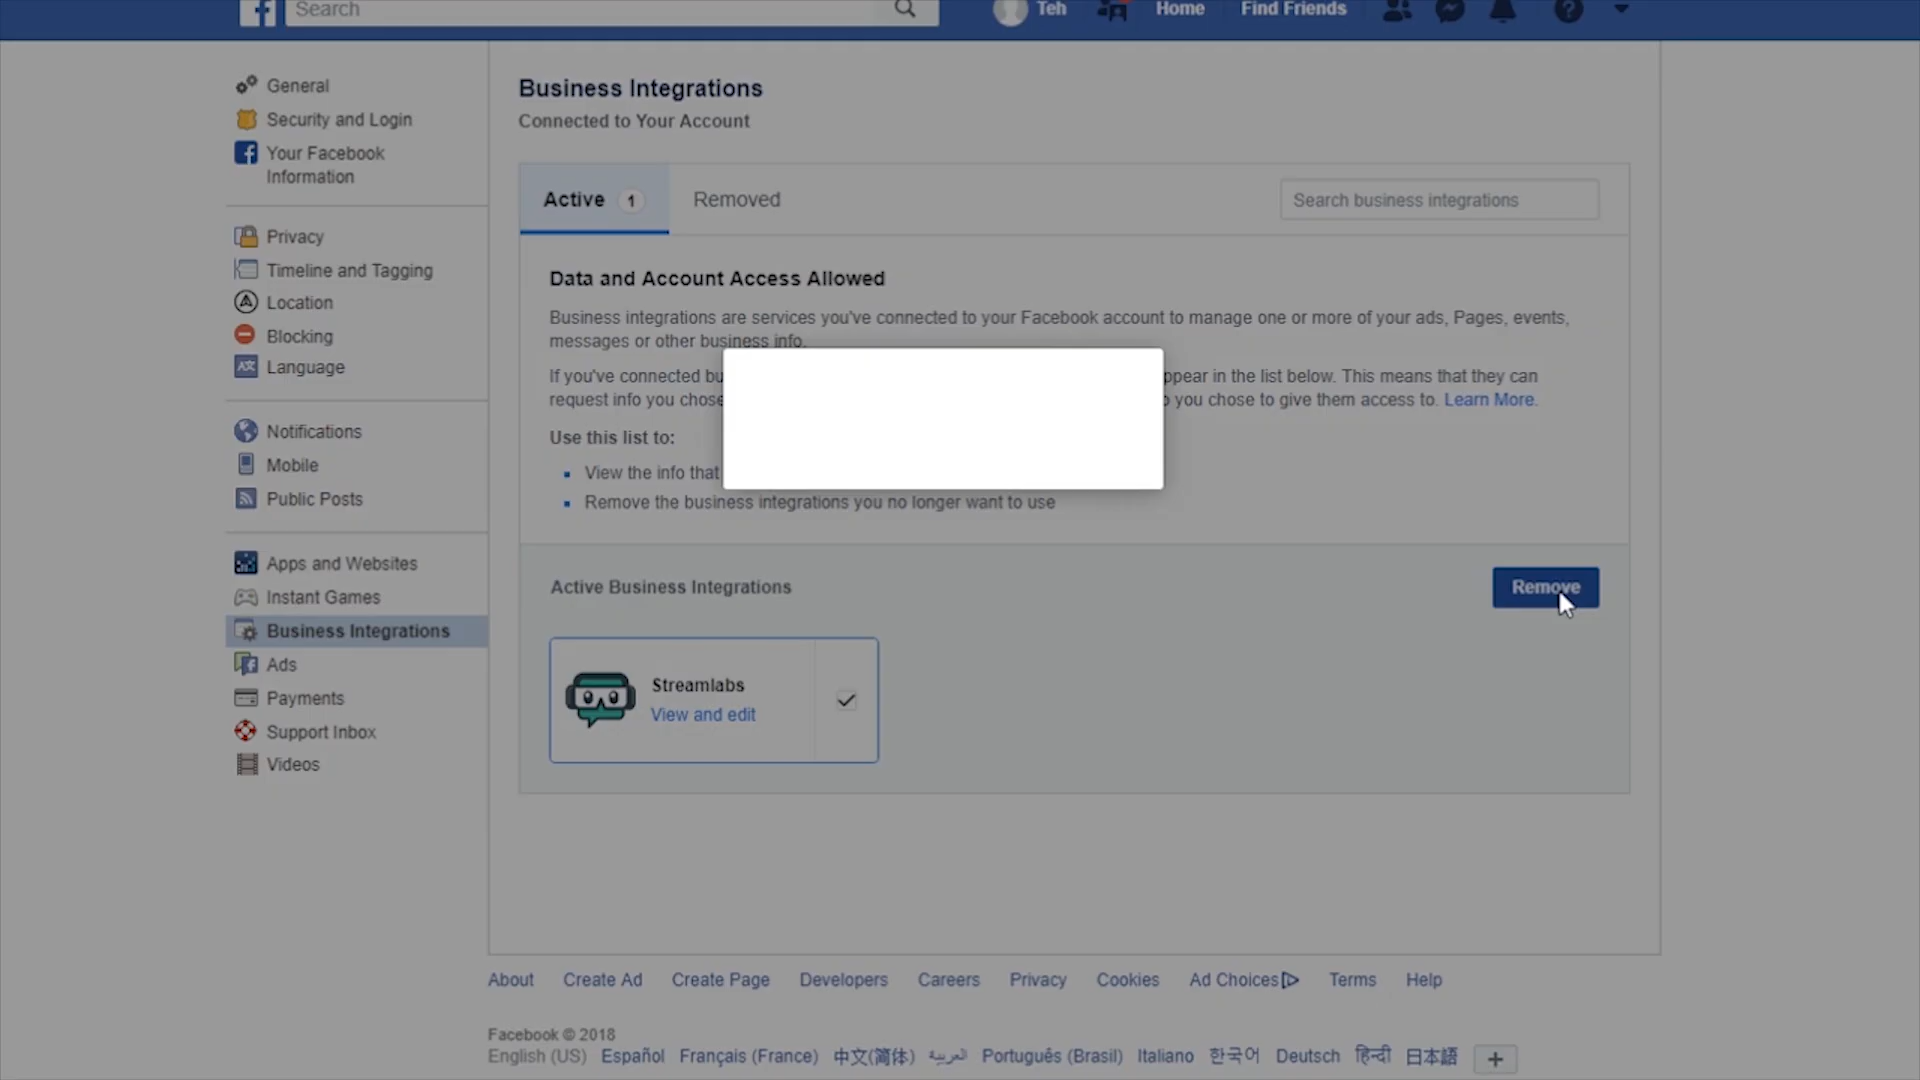 Search
Teh
Home
Find Friends
General
Security and Login
Your Facebook
Information
Privacy
Timeline and Tagging
Location
Blocking
Language
Notifications
Mobile
Public Posts
Apps and Websites
Instant Games
Business Integrations
Ads
Payments
Support Inbox
Videos
Business Integrations
Connected to Your Account
Active 1
Removed
Search business integrations
Data and Account Access Allowed
Business integrations are services you've connected to your Facebook account to manage one or more of your ads, Pages, events,
messages or other business info.
If you've connected ppear in the list below. This means that they can
request info you chose you chose to give them access to. Learn More.
Use this list to:
View the info that
Remove the business integrations you no longer want to use
Active Business Integrations
Remove
Streamlabs
View and edit
About Create Ad Create Page Developers Careers Privacy Cookies Ad Choices Terms Help
Facebook © 2018
English (US) Español Français (France) 中文(简体) العربية Português (Brasil) Italiano 한국어 Deutsch हिन्दी 日本語 +